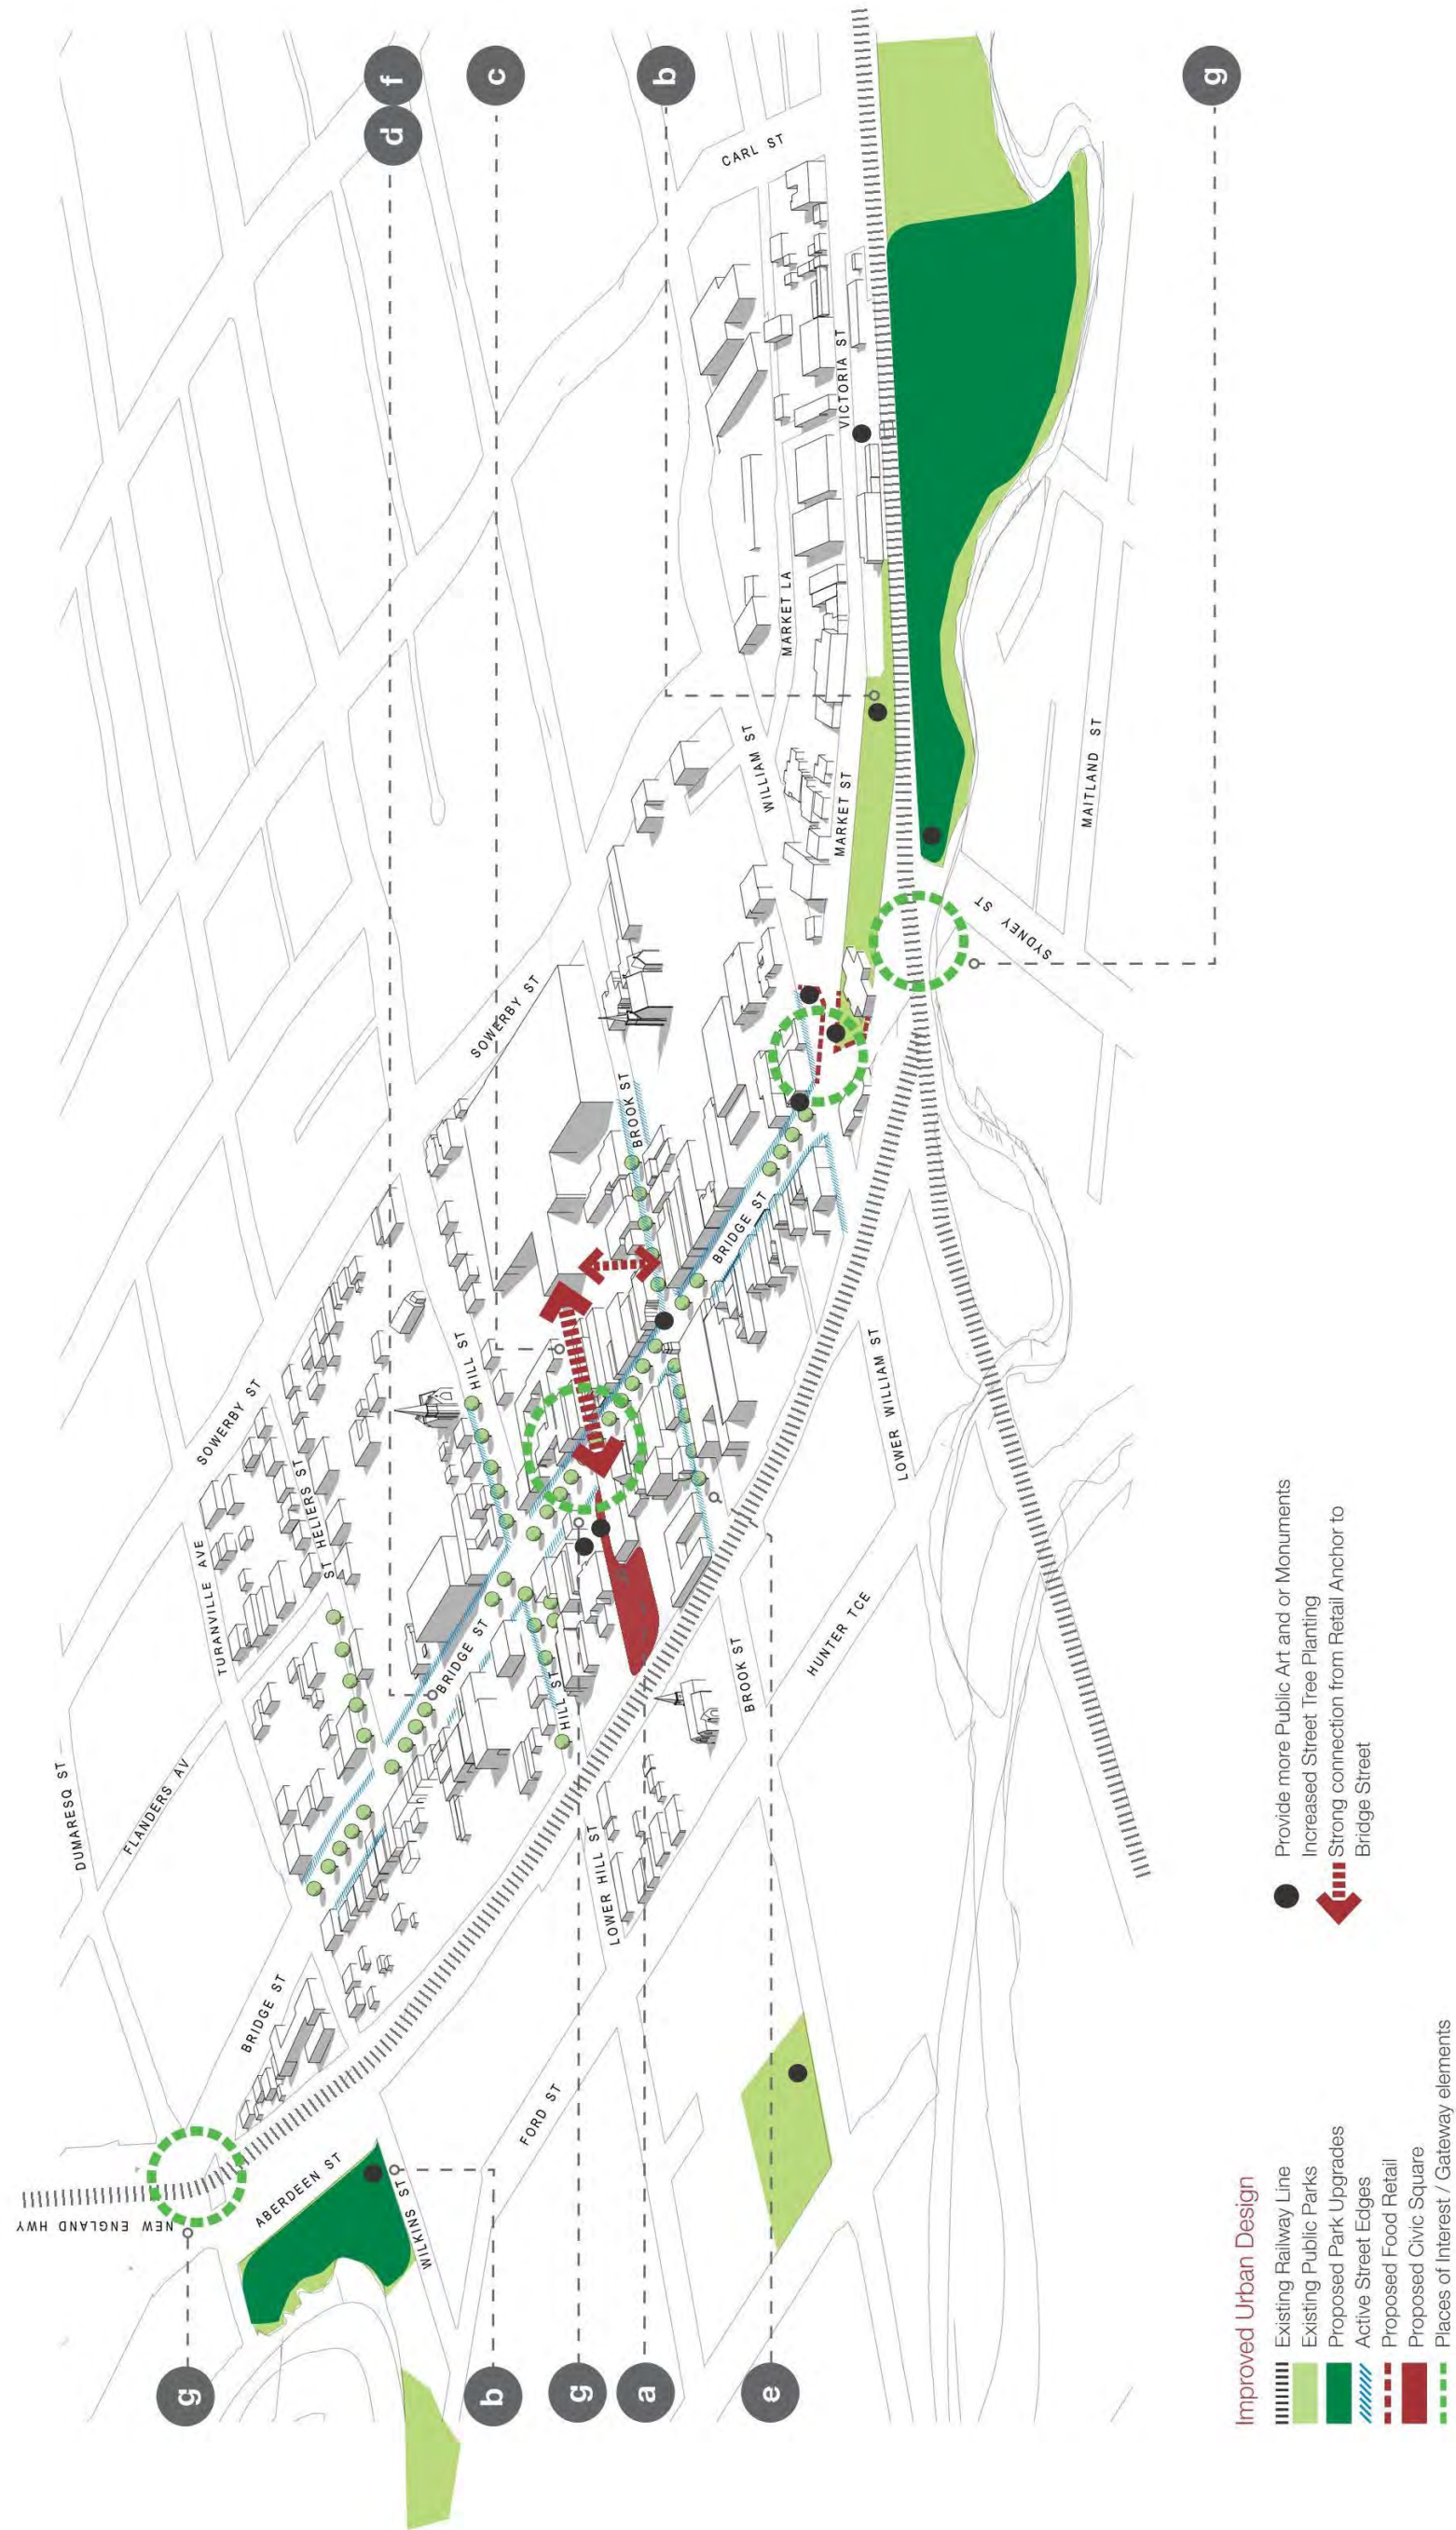 g
b
g
a
e
d
f
c
b
g
NEW ENGLAND HWY
ABERDEEN ST
WILKINS ST
FORD ST
BRIDGE ST
DUMARESQ ST
FLANDERS AV
TURANVILLE AVE
ST HELIERS ST
SOWERBY ST
BRIDGE ST
HILL ST
LOWER HILL ST
HILL ST
BROOK ST
HUNTER TCE
LOWER WILLIAM ST
SOWERBY ST
BROOK ST
BRIDGE ST
WILLIAM ST
MARKET ST
MARKET LA
VICTORIA ST
CARL ST
SYDNEY ST
MAITLAND ST
Improved Urban Design
Existing Railway Line
Existing Public Parks
Proposed Park Upgrades
Active Street Edges
Proposed Food Retail
Proposed Civic Square
Places of Interest / Gateway elements
Provide more Public Art and or Monuments
Increased Street Tree Planting
Strong connection from Retail Anchor to
Bridge Street